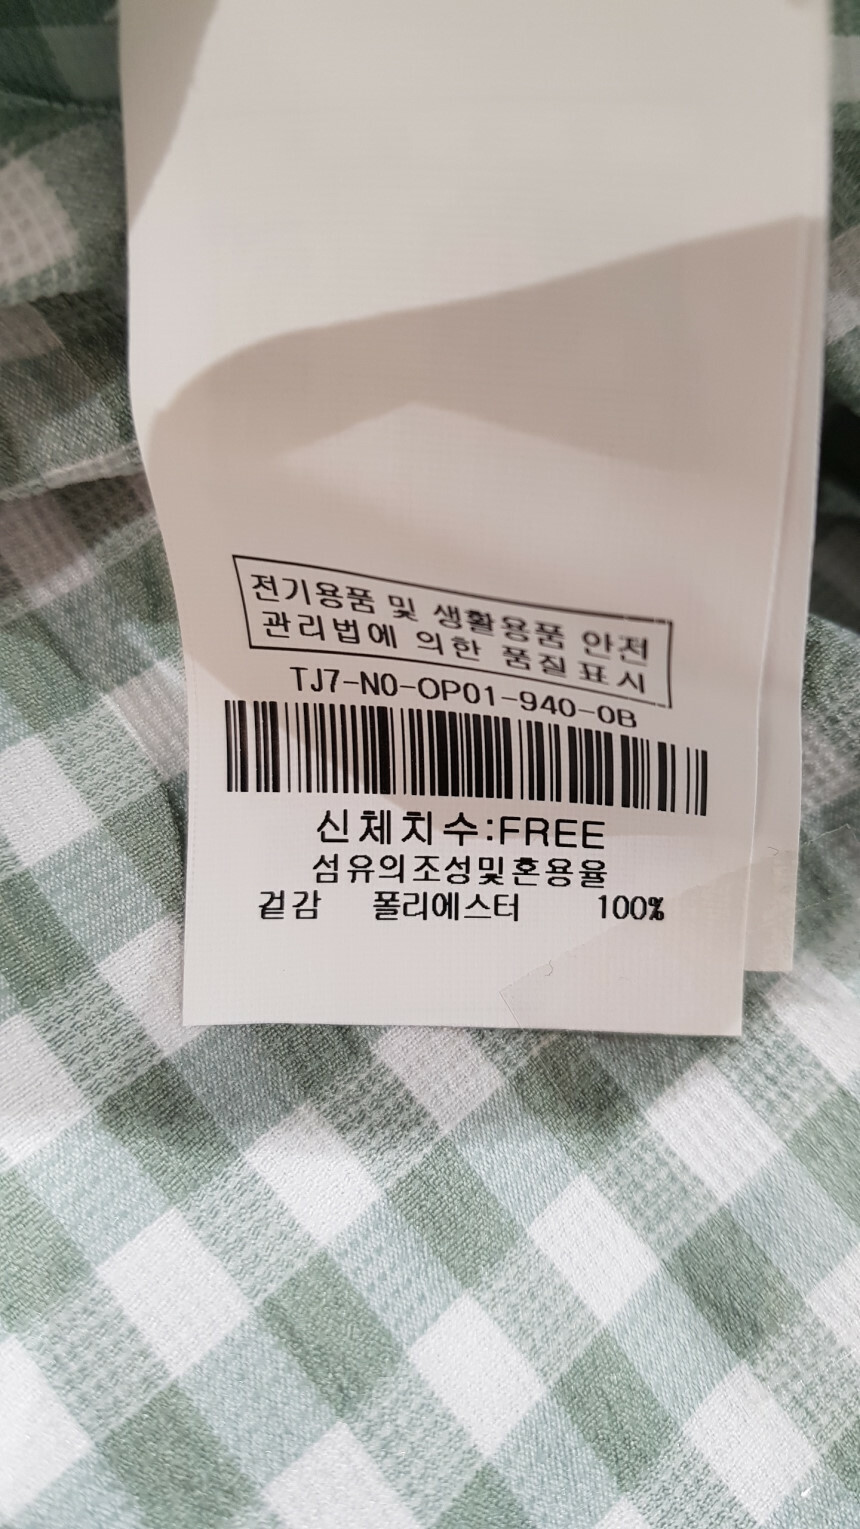 전기용품 및 생활용품 안전
관리법에 의한 품질표시
TJ7-NO-OP01-940-0B
신체치수:FREE
섬유의조성및혼용율
겉감 폴리에스터 100%